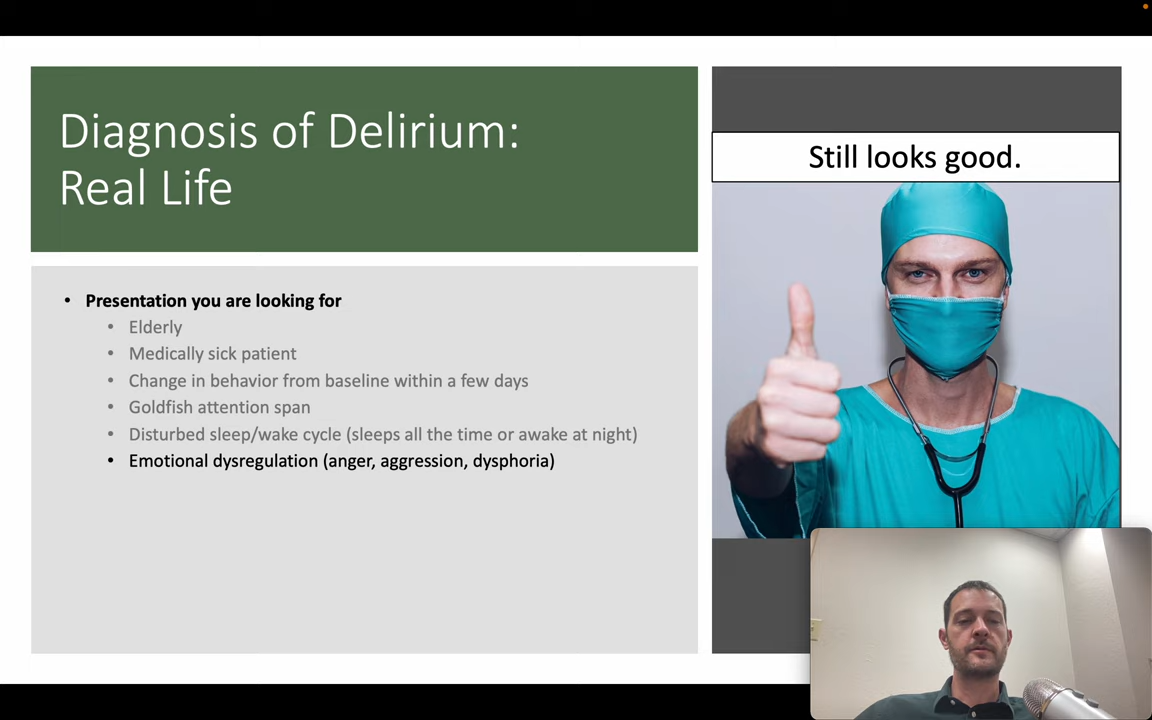 Diagnosis of Delirium:
Real Life
Still looks good.
• Presentation you are looking for
• Elderly
• Medically sick patient
• Change in behavior from baseline within a few days
• Goldfish attention span
• Disturbed sleep/wake cycle (sleeps all the time or awake at night)
• Emotional dysregulation (anger, aggression, dysphoria)